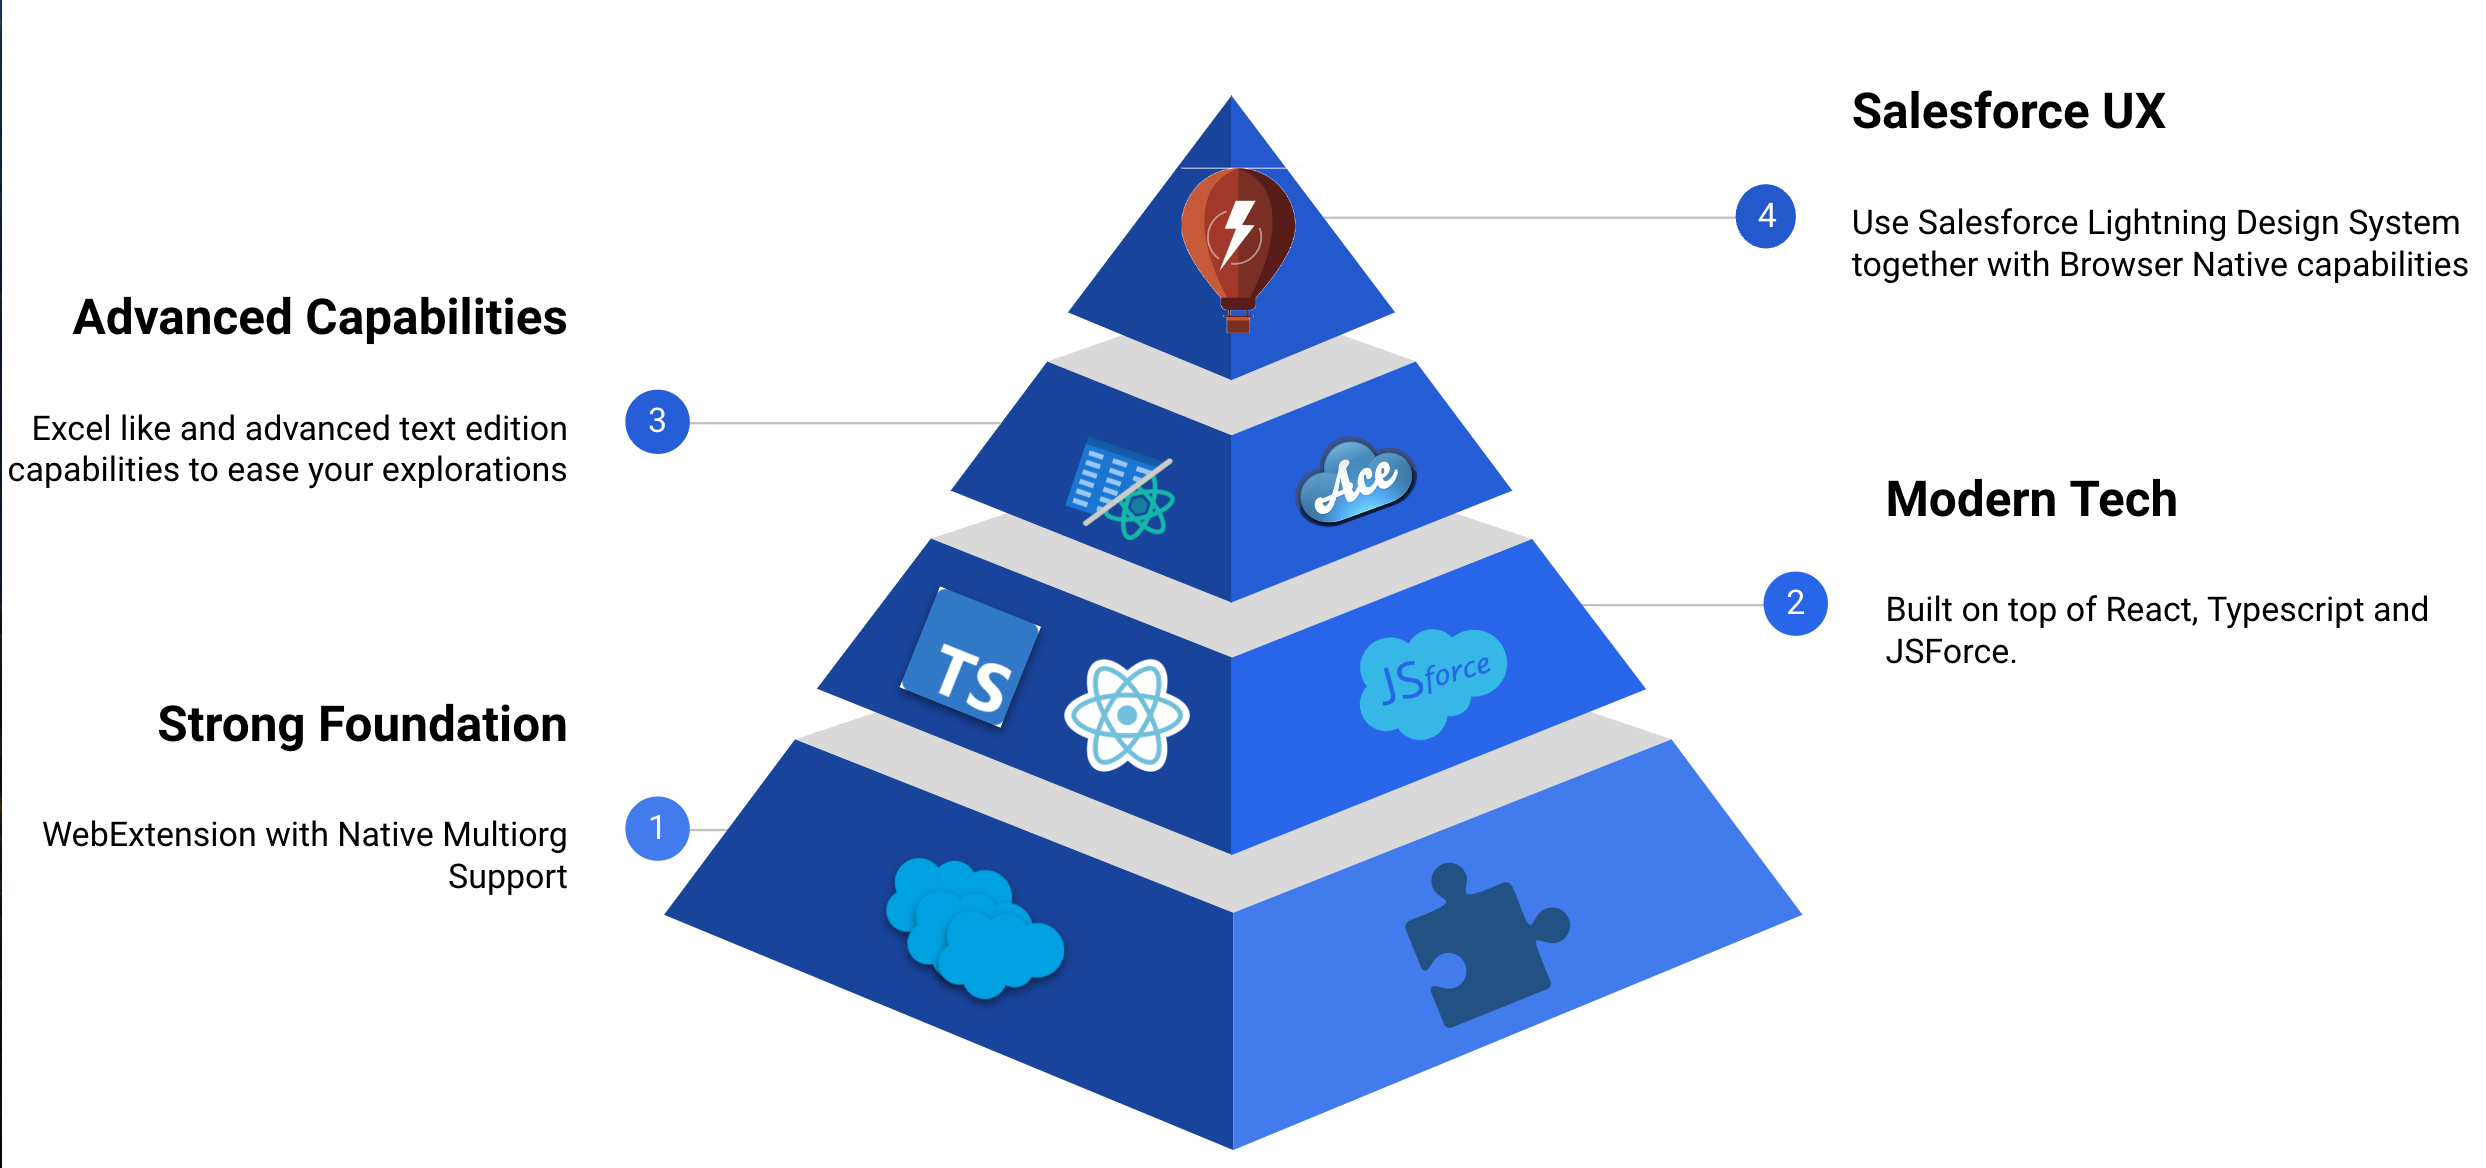 Salesforce UX
4
Use Salesforce Lightning Design System
together with Browser Native capabilities
Advanced Capabilities
3
Excel like and advanced text edition
capabilities to ease your explorations
Ace
Modern Tech
2
Built on top of React, Typescript and
JSForce.
TS
JSforce
Strong Foundation
1
WebExtension with Native Multiorg
Support